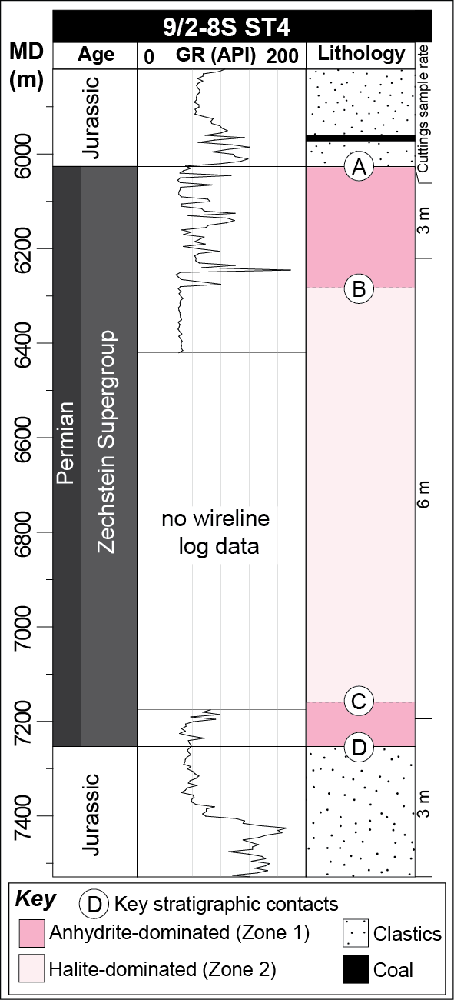 9/2-8S ST4
MD
(m)
Age
0 GR (API) 200
Lithology
Cuttings sample rate
Jurassic
6000
A
3 m
6200
B
6400
Permian
Zechstein Supergroup
6600
no wireline
log data
6 m
6800
7000
C
7200
D
Jurassic
3 m
7400
Key
D Key stratigraphic contacts
Anhydrite-dominated (Zone 1)
Clastics
Halite-dominated (Zone 2)
Coal